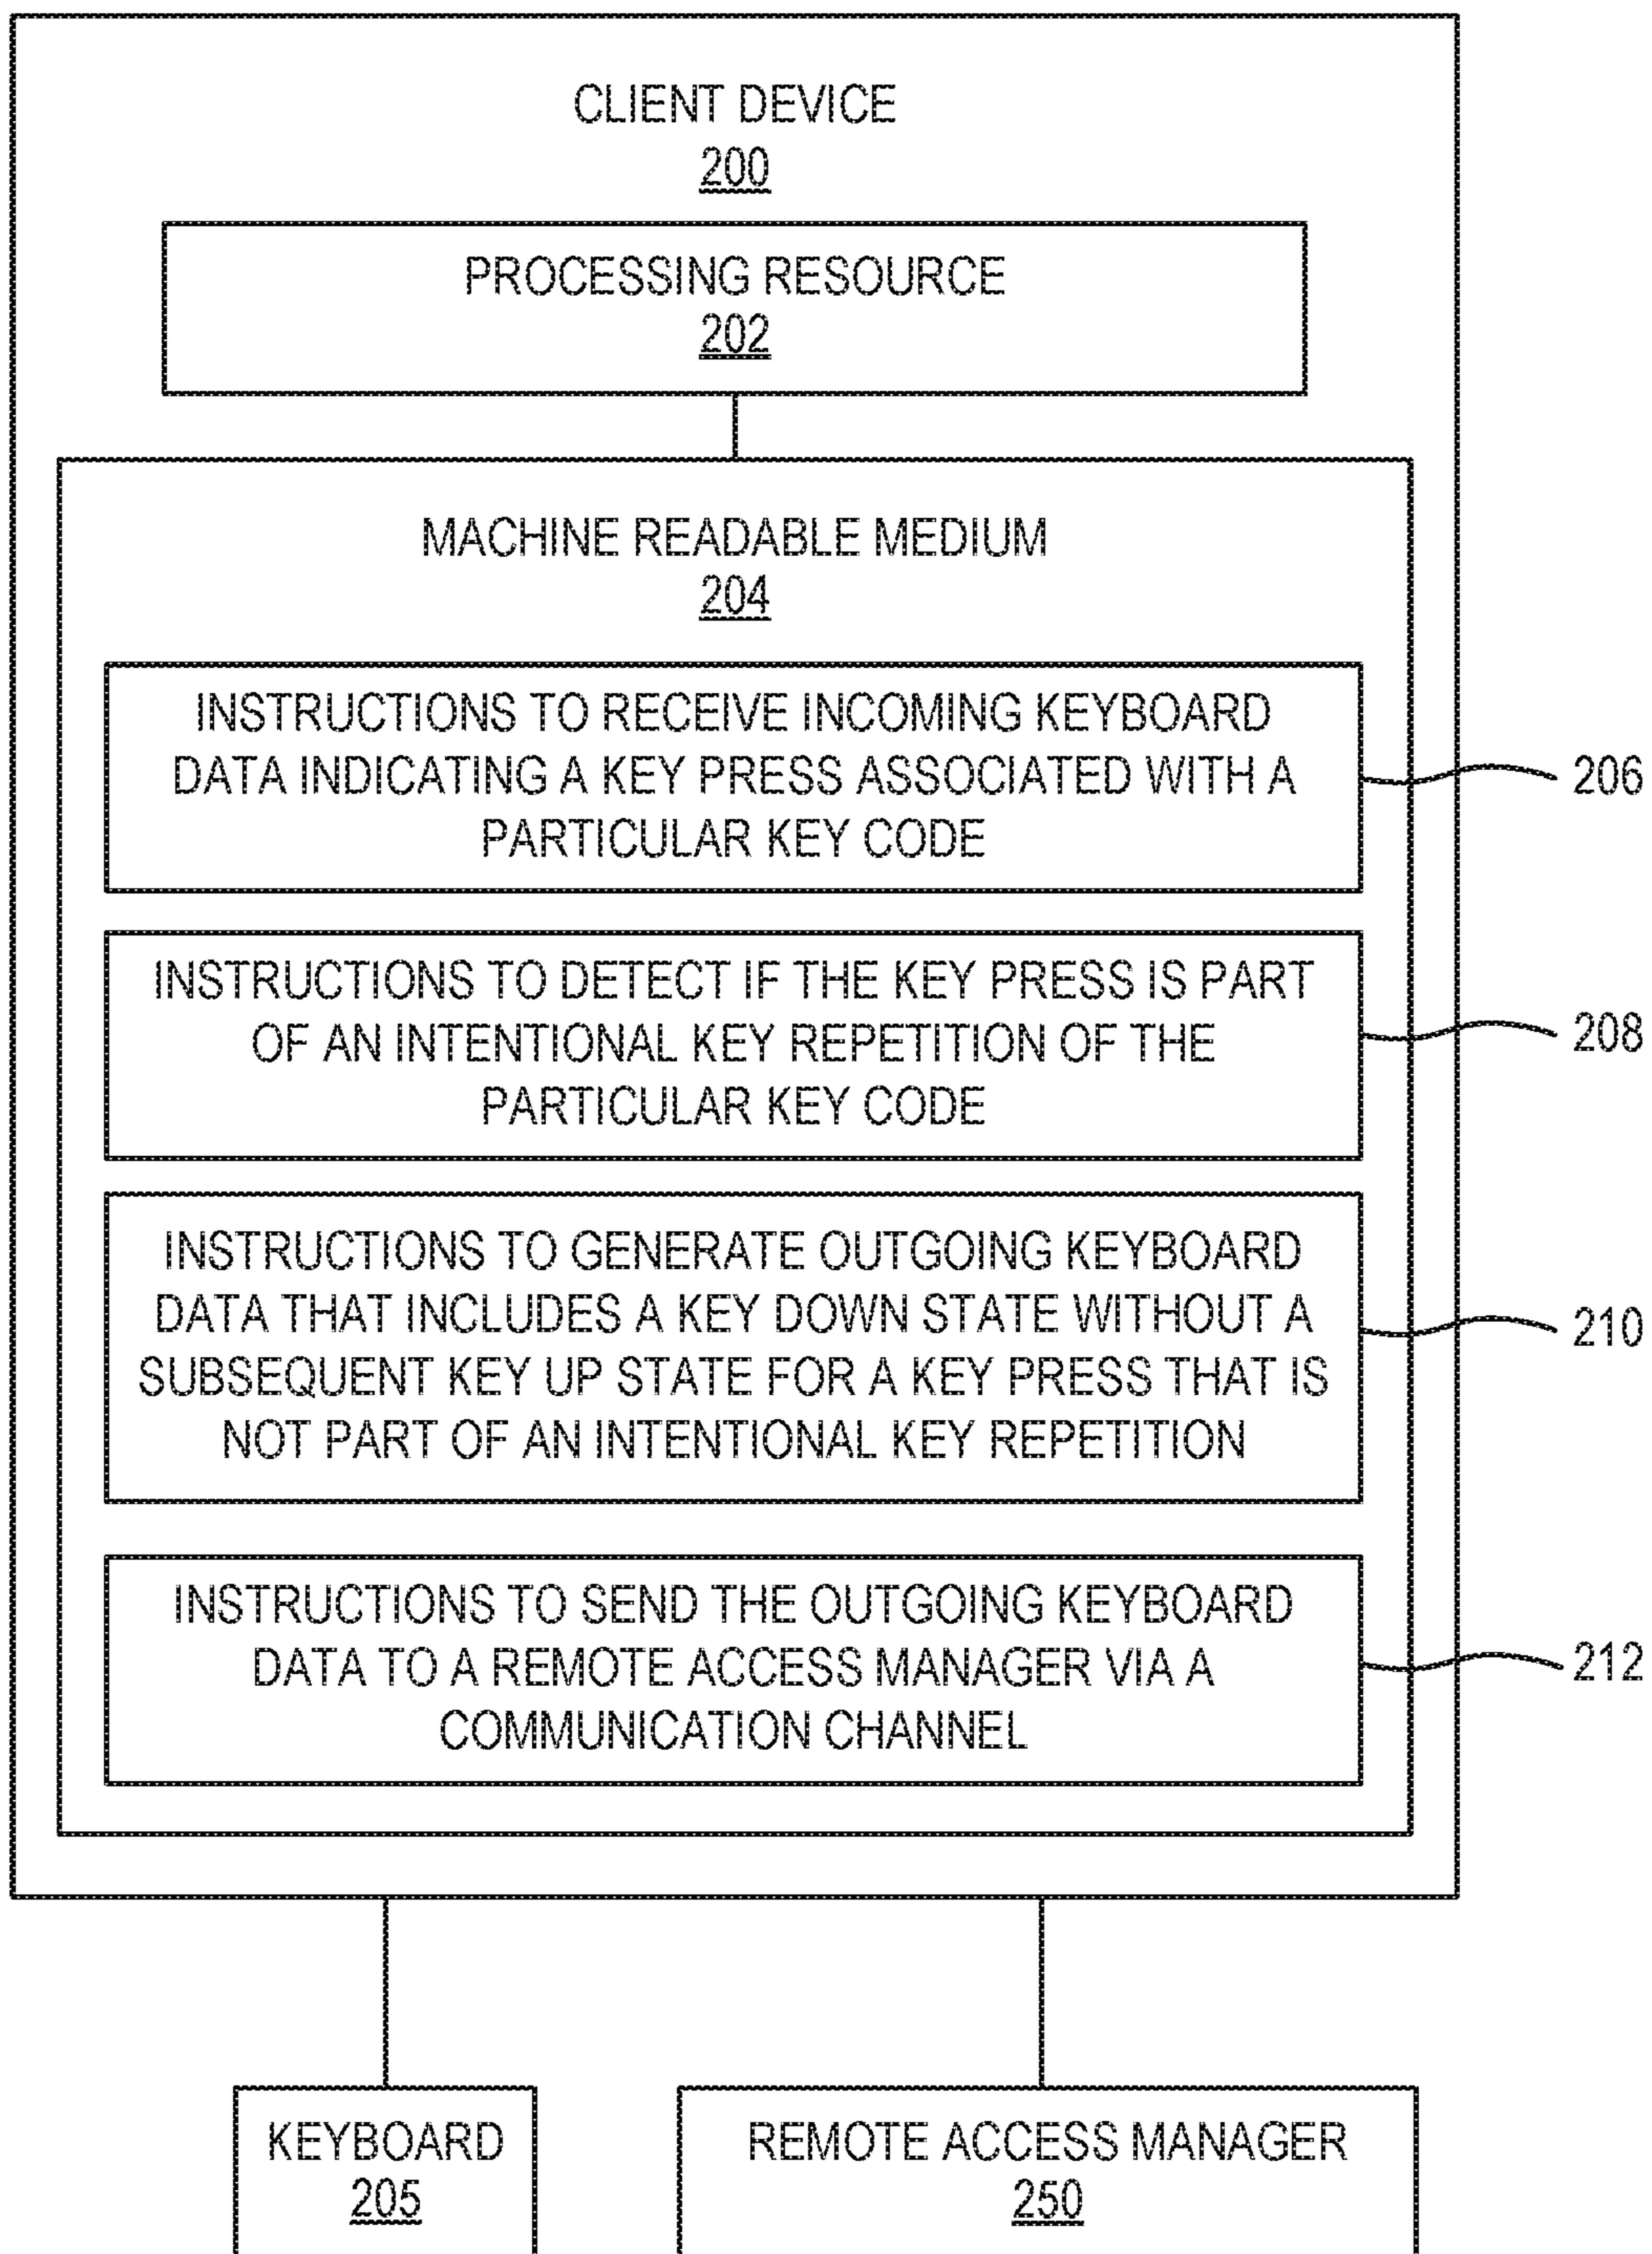 CLIENT DEVICE
200
PROCESSING RESOURCE
202
MACHINE READABLE MEDIUM
204
INSTRUCTIONS TO RECEIVE INCOMING KEYBOARD
DATA INDICATING A KEY PRESS ASSOCIATED WITH A
PARTICULAR KEY CODE
206
INSTRUCTIONS TO DETECT IF THE KEY PRESS IS PART
OF AN INTENTIONAL KEY REPETITION OF THE
PARTICULAR KEY CODE
208
INSTRUCTIONS TO GENERATE OUTGOING KEYBOARD
DATA THAT INCLUDES A KEY DOWN STATE WITHOUT A
SUBSEQUENT KEY UP STATE FOR A KEY PRESS THAT IS
NOT PART OF AN INTENTIONAL KEY REPETITION
210
INSTRUCTIONS TO SEND THE OUTGOING KEYBOARD
DATA TO A REMOTE ACCESS MANAGER VIA A
COMMUNICATION CHANNEL
212
KEYBOARD
205
REMOTE ACCESS MANAGER
250